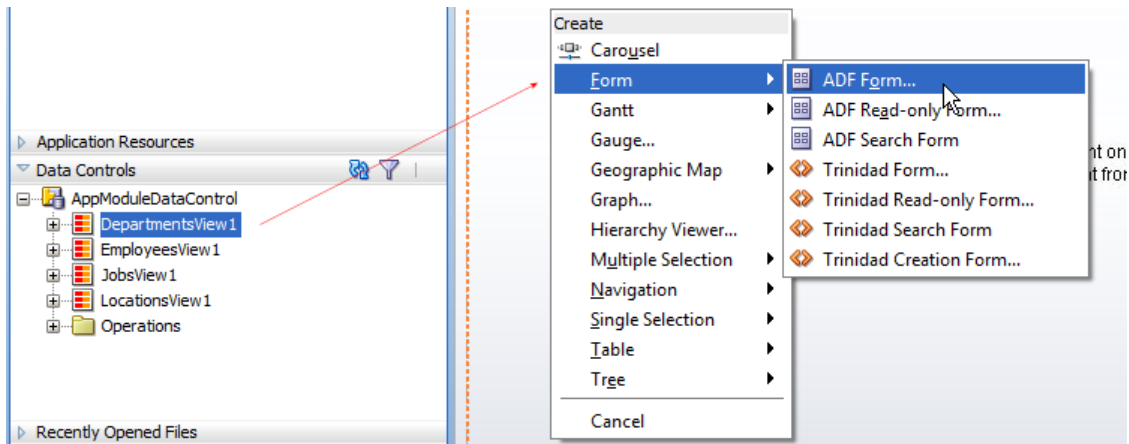 Application Resources
Data Controls
AppModuleDataControl
DepartmentsView1
EmployeesView1
JobsView1
LocationsView1
Operations
Recently Opened Files
Create
Carousel
Form
Gantt
Gauge...
Geographic Map
Graph...
Hierarchy Viewer...
Multiple Selection
Navigation
Single Selection
Table
Tree
Cancel
ADF Form...
ADF Read-only Form...
ADF Search Form
Trinidad Form...
Trinidad Read-only Form...
Trinidad Search Form
Trinidad Creation Form...
on